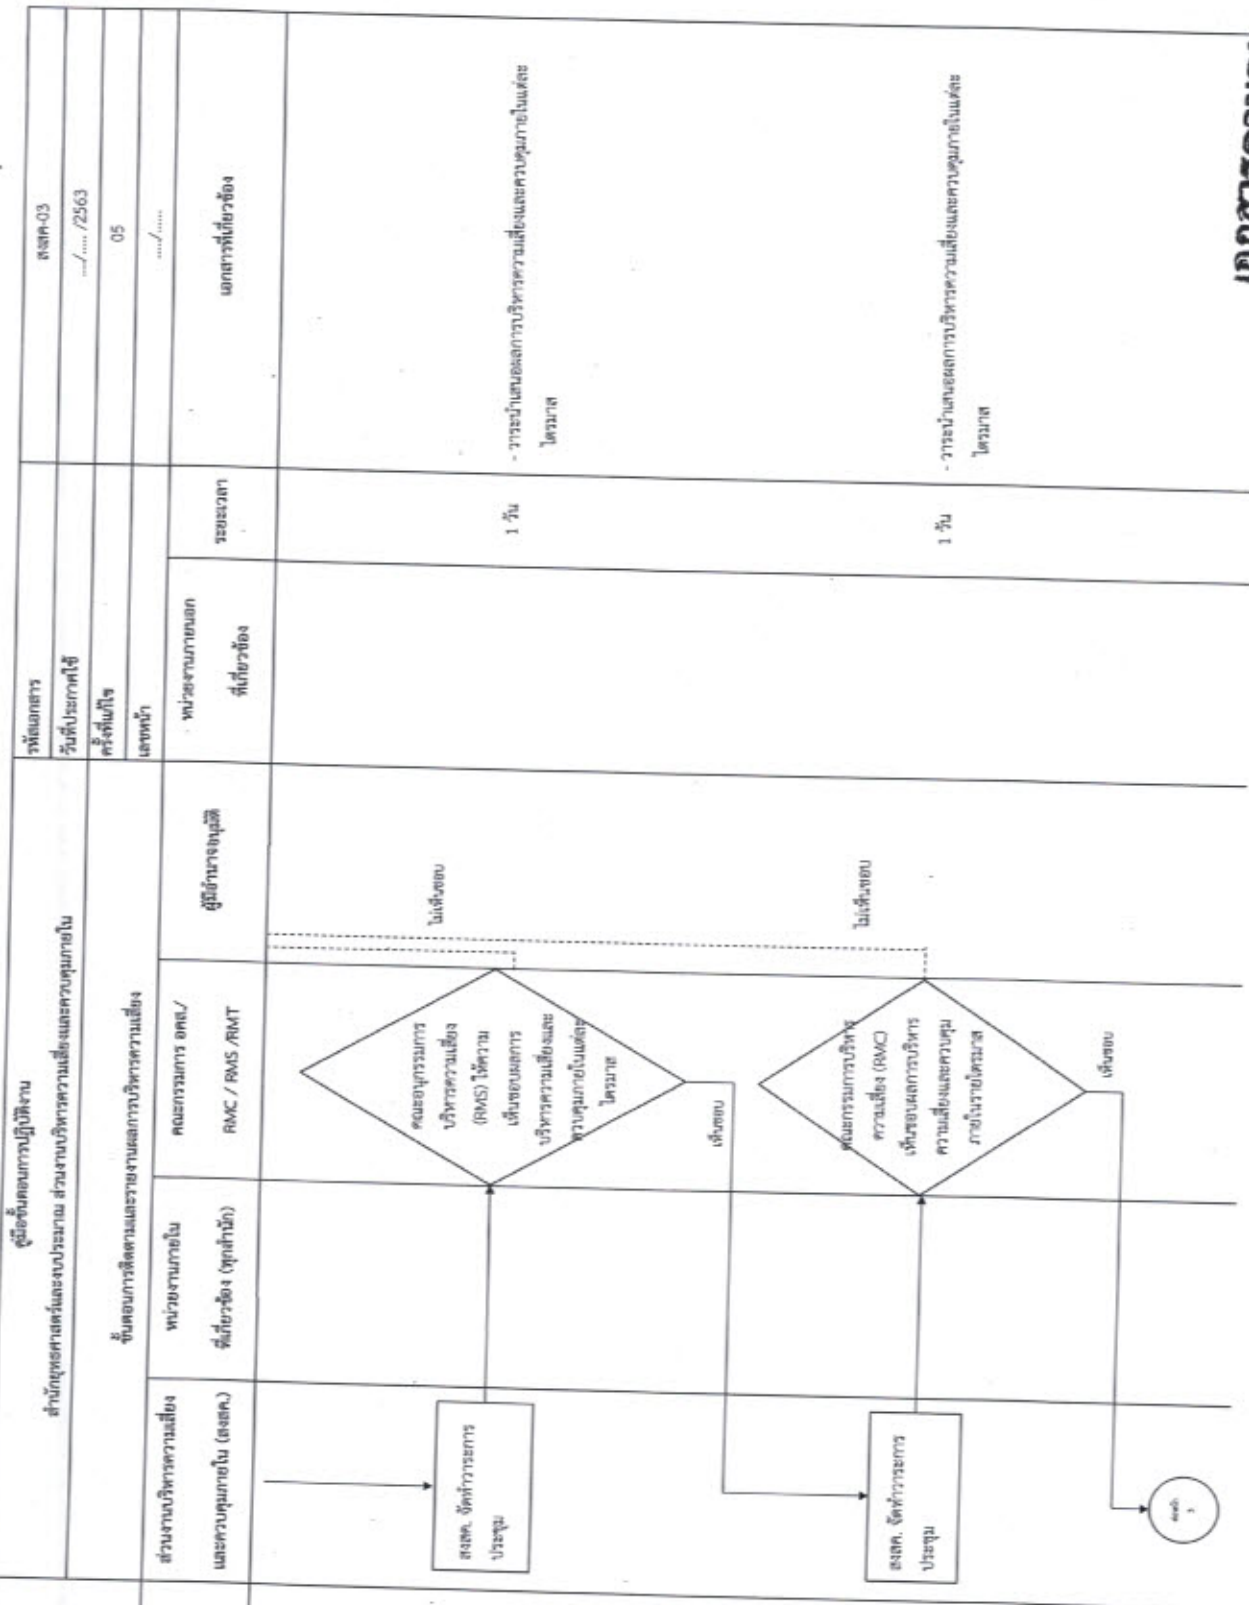 คู่มือขั้นตอนการปฏิบัติงาน
สำนักยุทธศาสตร์และงบประมาณ ส่วนงานบริหารความเสี่ยงและควบคุมภายใน
ขั้นตอนการติดตามและรายงานผลการบริหารความเสี่ยง
รหัสเอกสาร
สงสค-03
วันที่ประกาศใช้
..../..... /2563
ครั้งที่แก้ไข
05
เลขหน้า
...../......
ส่วนงานบริหารความเสี่ยง
และควบคุมภายใน (สงสค.)
หน่วยงานภายใน
ที่เกี่ยวข้อง (ทุกสำนัก)
คณะกรรมการ อคส./
RMC / RMS /RMT
ผู้มีอำนาจอนุมัติ
หน่วยงานภายนอก
ที่เกี่ยวข้อง
ระยะเวลา
เอกสารที่เกี่ยวข้อง
สงสค. จัดทำวาระการ
ประชุม
คณะอนุกรรมการ
บริหารความเสี่ยง
(RMS) ให้ความ
เห็นชอบผลการ
บริหารความเสี่ยงและ
ควบคุมภายในแต่ละ
ไตรมาส
ไม่เห็นชอบ
1 วัน
- วาระนำเสนอผลการบริหารความเสี่ยงและควบคุมภายในแต่ละ
ไตรมาส
เห็นชอบ
สงสค. จัดทำวาระการ
ประชุม
คณะกรรมการบริหาร
ความเสี่ยง (RMC)
เห็นชอบผลการบริหาร
ความเสี่ยงและควบคุม
ภายในรายไตรมาส
ไม่เห็นชอบ
1 วัน
- วาระนำเสนอผลการบริหารความเสี่ยงและควบคุมภายในแต่ละ
ไตรมาส
เห็นชอบ